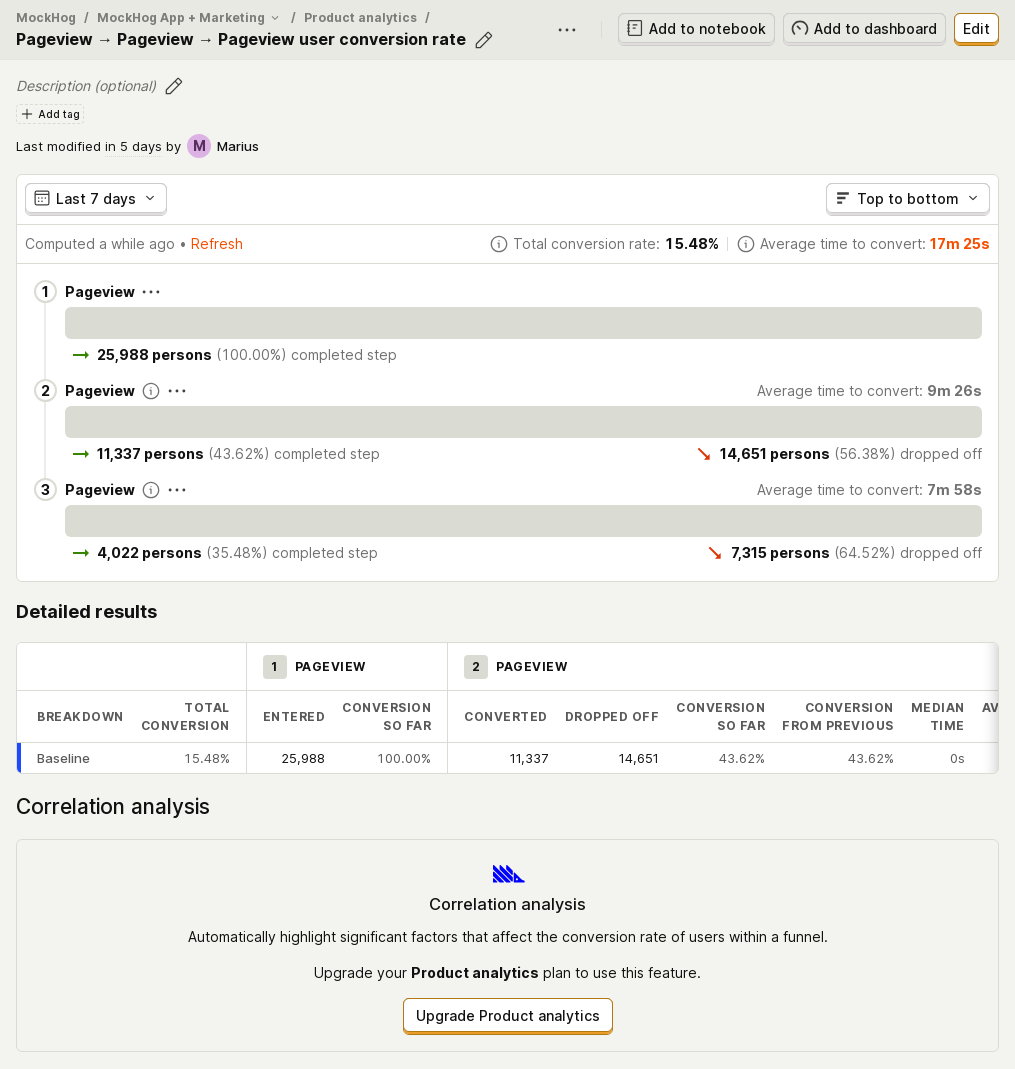 MockHog / MockHog App + Marketing / Product analytics /
Pageview → Pageview → Pageview user conversion rate
Add to notebook
Add to dashboard
Edit
Description (optional)
Add tag
Last modified in 5 days by M Marius
Last 7 days
Top to bottom
Computed a while ago • Refresh
Total conversion rate: 15.48%
Average time to convert: 17m 25s
1 Pageview
25,988 persons (100.00%) completed step
2 Pageview
Average time to convert: 9m 26s
11,337 persons (43.62%) completed step
14,651 persons (56.38%) dropped off
3 Pageview
Average time to convert: 7m 58s
4,022 persons (35.48%) completed step
7,315 persons (64.52%) dropped off
Detailed results
1 PAGEVIEW
2 PAGEVIEW
BREAKDOWN
TOTAL
CONVERSION
ENTERED
CONVERSION
SO FAR
CONVERTED
DROPPED OFF
CONVERSION
SO FAR
CONVERSION
FROM PREVIOUS
MEDIAN
TIME
AV
Baseline 15.48% 25,988 100.00% 11,337 14,651 43.62% 43.62% 0s
Correlation analysis
Correlation analysis
Automatically highlight significant factors that affect the conversion rate of users within a funnel.
Upgrade your Product analytics plan to use this feature.
Upgrade Product analytics